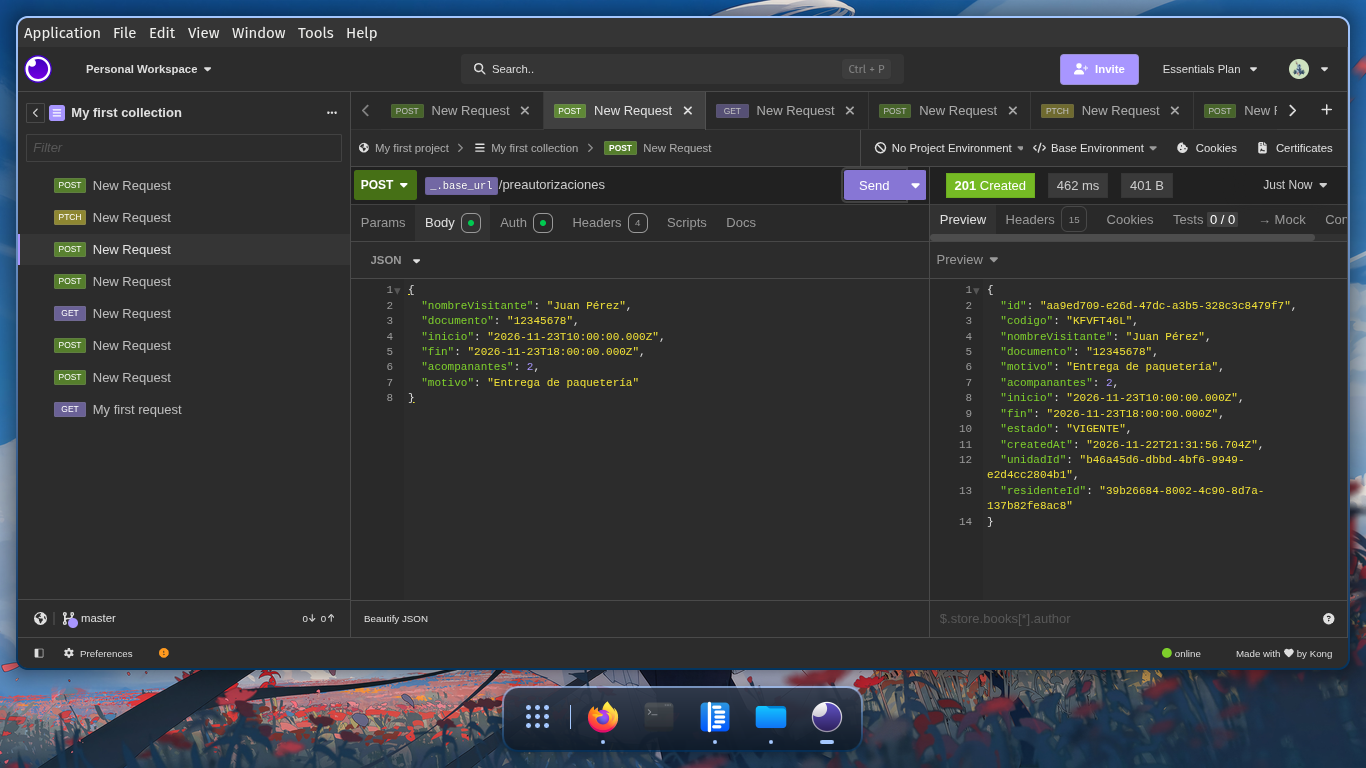 Application File Edit View Window Tools Help
Personal Workspace
Search..
Ctrl + P
Invite
Essentials Plan
My first collection
Filter
POST New Request
PTCH New Request
POST New Request
POST New Request
GET New Request
POST New Request
POST New Request
GET My first request
master
0 0
POST New Request
POST New Request
GET New Request
POST New Request
PTCH New Request
POST New
My first project
My first collection
POST New Request
No Project Environment
Base Environment
Cookies
Certificates
POST
_.base_url/preautorizaciones
Send
201 Created
462 ms
401 B
Just Now
Params Body Auth Headers 4 Scripts Docs
JSON
1 {
2 "nombreVisitante": "Juan Pérez",
3 "documento": "12345678",
4 "inicio": "2026-11-23T10:00:00.000Z",
5 "fin": "2026-11-23T18:00:00.000Z",
6 "acompanantes": 2,
7 "motivo": "Entrega de paquetería"
8 }
Beautify JSON
Preview Headers 15 Cookies Tests 0 / 0 → Mock
Preview
1 {
2 "id": "aa9ed709-e26d-47dc-a3b5-328c3c8479f7",
3 "codigo": "KFVFT46L",
4 "nombreVisitante": "Juan Pérez",
5 "documento": "12345678",
6 "motivo": "Entrega de paquetería",
7 "acompanantes": 2,
8 "inicio": "2026-11-23T10:00:00.000Z",
9 "fin": "2026-11-23T18:00:00.000Z",
10 "estado": "VIGENTE",
11 "createdAt": "2026-11-22T21:31:56.704Z",
12 "unidadId": "b46a45d6-dbbd-4bf6-9949-
e2d4cc2804b1",
13 "residenteId": "39b26684-8002-4c90-8d7a-
137b82fe8ac8"
14 }
$.store.books[*].author
Preferences
online
Made with ♥ by Kong